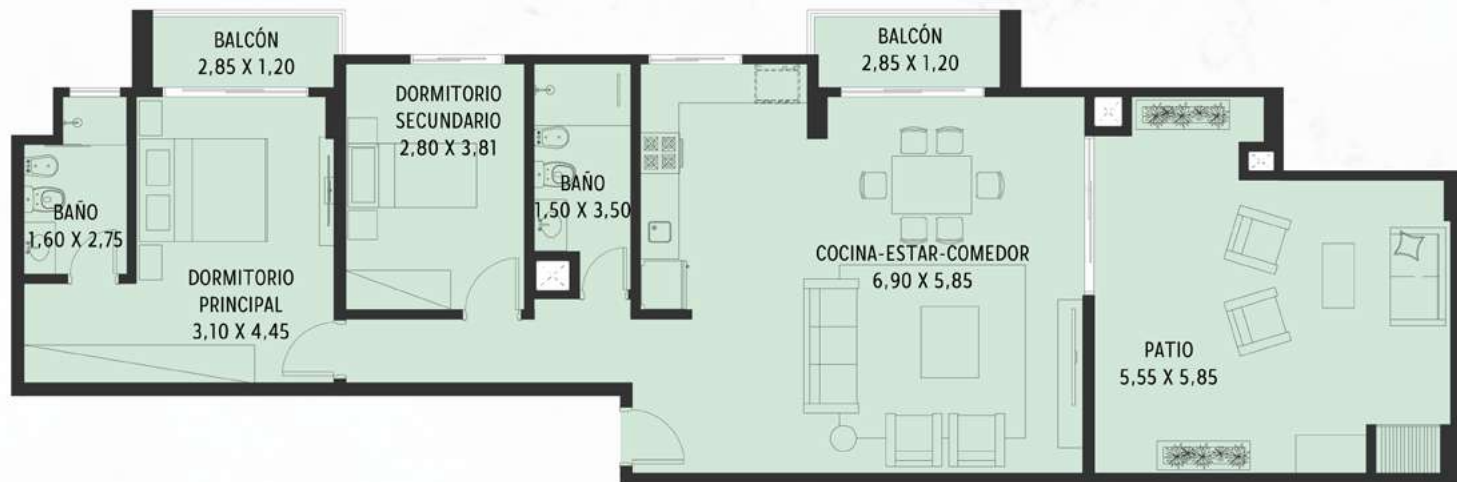 BALCÓN
2,85 X 1,20
BALCÓN
2,85 X 1,20
DORMITORIO
SECUNDARIO
2,80 X 3,81
BAÑO
1,50 X 3,50
BAÑO
1,60 X 2,75
DORMITORIO
PRINCIPAL
3,10 X 4,45
COCINA-ESTAR-COMEDOR
6,90 X 5,85
PATIO
5,55 X 5,85